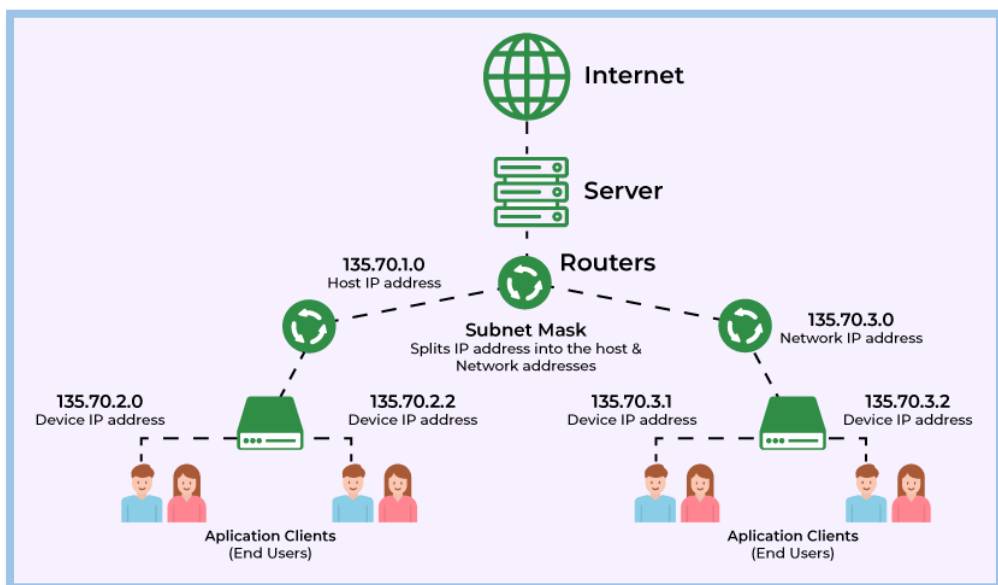 Internet
Server
Routers
135.70.1.0
Host IP address
Subnet Mask
Splits IP address into the host &
Network addresses
135.70.3.0
Network IP address
135.70.2.0
Device IP address
135.70.2.2
Device IP address
135.70.3.1
Device IP address
135.70.3.2
Device IP address
Aplication Clients
(End Users)
Aplication Clients
(End Users)